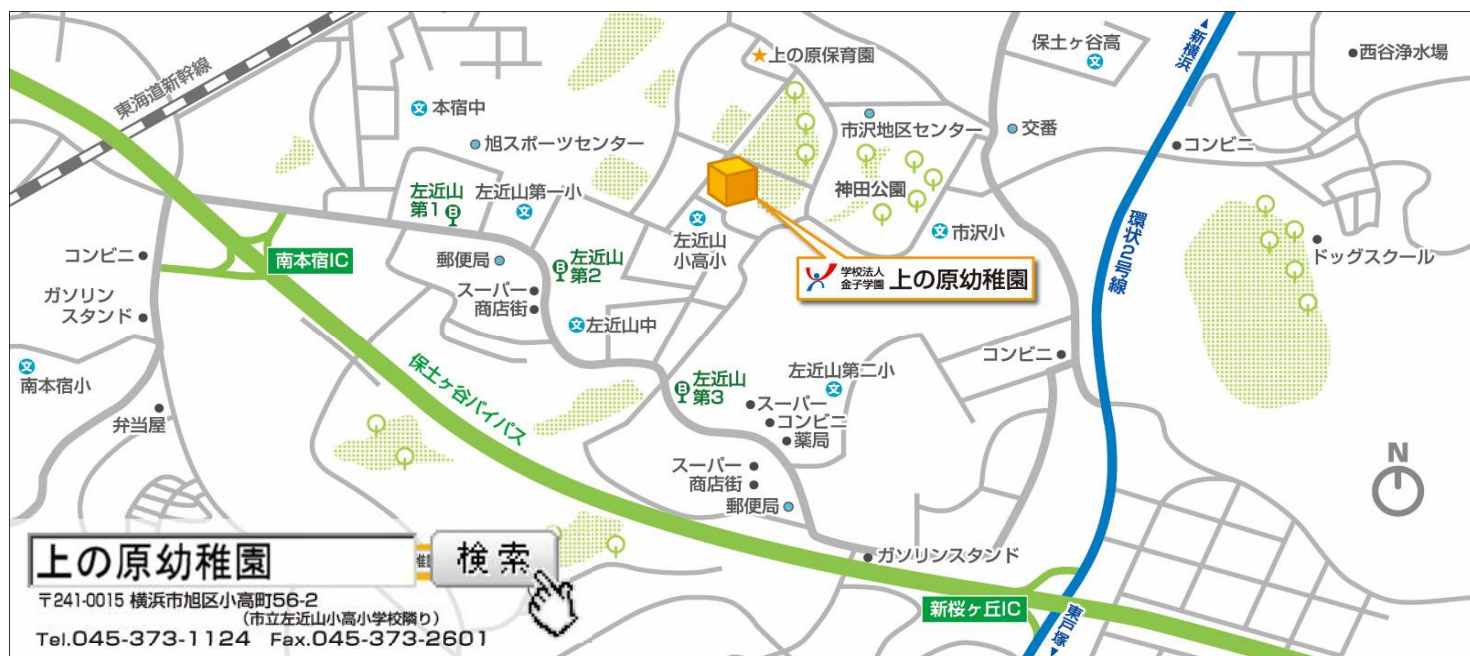 東海道新幹線
上の原保育園
保土ヶ谷高
新横浜
西谷浄水場
本宿中
旭スポーツセンター
市沢地区センター
交番
コンビニ
左近山
第1
左近山第一小
神田公園
左近山
小高小
市沢小
環状2号線
ドッグスクール
コンビニ
南本宿IC
郵便局
左近山
第2
学校法人
金子学園
上の原幼稚園
ガソリン
スタンド
スーパー
商店街
左近山中
南本宿小
保土ヶ谷バイパス
左近山
第3
左近山第二小
コンビニ
弁当屋
スーパー
コンビニ
薬局
スーパー
商店街
郵便局
N
ガソリンスタンド
新桜ヶ丘IC
東戸塚
上の原幼稚園
検索
〒241-0015 横浜市旭区小高町56-2
(市立左近山小高小学校隣り)
Tel.045-373-1124 Fax.045-373-2601